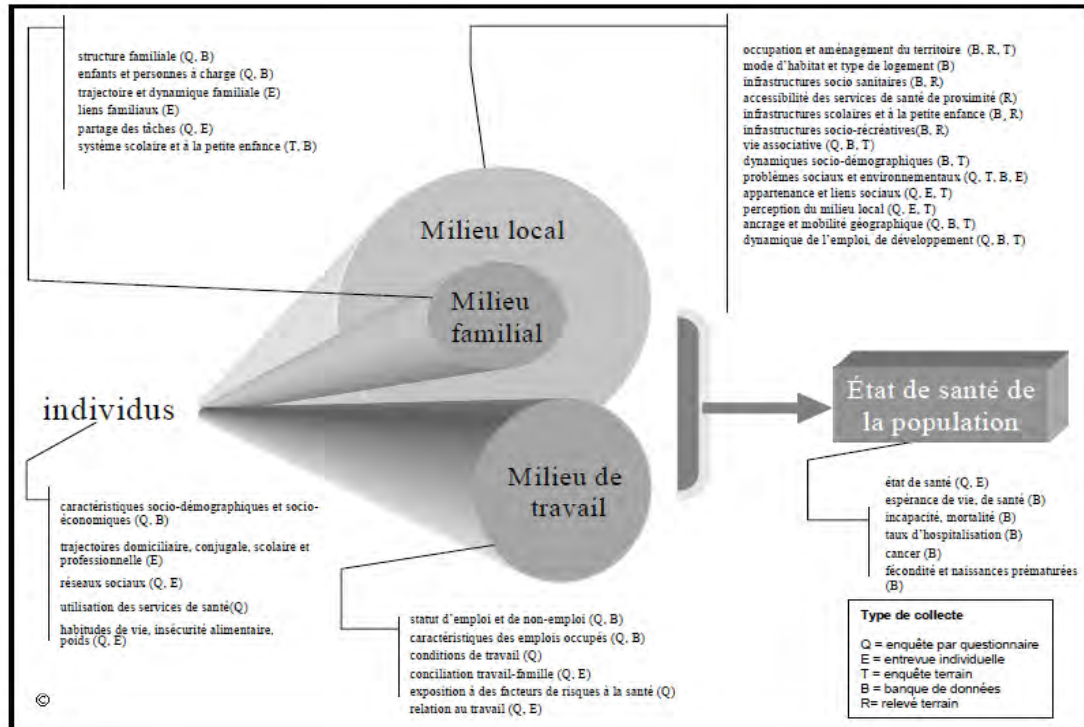 structure familiale (Q, B)
enfants et personnes à charge (Q, B)
trajectoire et dynamique familiale (E)
liens familiaux (E)
partage des tâches (Q, E)
système scolaire et à la petite enfance (T, B)
occupation et aménagement du territoire (B, R, T)
mode d'habitat et type de logement (B)
infrastructures socio sanitaires (B, R)
accessibilité des services de santé de proximité (R)
infrastructures scolaires et à la petite enfance (B, R)
infrastructures socio-récréatives(B, R)
vie associative (Q, B, T)
dynamiques socio-démographiques (B, T)
problèmes sociaux et environnementaux (Q, T, B, E)
appartenance et liens sociaux (Q, E, T)
perception du milieu local (Q, E, T)
ancrage et mobilité géographique (Q, B, T)
dynamique de l'emploi, de développement (Q, B, T)
Milieu local
Milieu
familial
individus
Milieu de
travail
État de santé de
la population
caractéristiques socio-démographiques et socio-
économiques (Q, B)
trajectoires domiciliaire, conjugale, scolaire et
professionnelle (E)
réseaux sociaux (Q, E)
utilisation des services de santé(Q)
habitudes de vie, insécurité alimentaire,
poids (Q, E)
statut d'emploi et de non-emploi (Q, B)
caractéristiques des emplois occupés (Q, B)
conditions de travail (Q)
conciliation travail-famille (Q, E)
exposition à des facteurs de risques à la santé (Q)
relation au travail (Q, E)
état de santé (Q, E)
espérance de vie, de santé (B)
incapacité, mortalité (B)
taux d'hospitalisation (B)
cancer (B)
fécondité et naissances prématurées
(B)
Type de collecte
Q = enquête par questionnaire
E = entrevue individuelle
T = enquête terrain
B = banque de données
R= relevé terrain
©